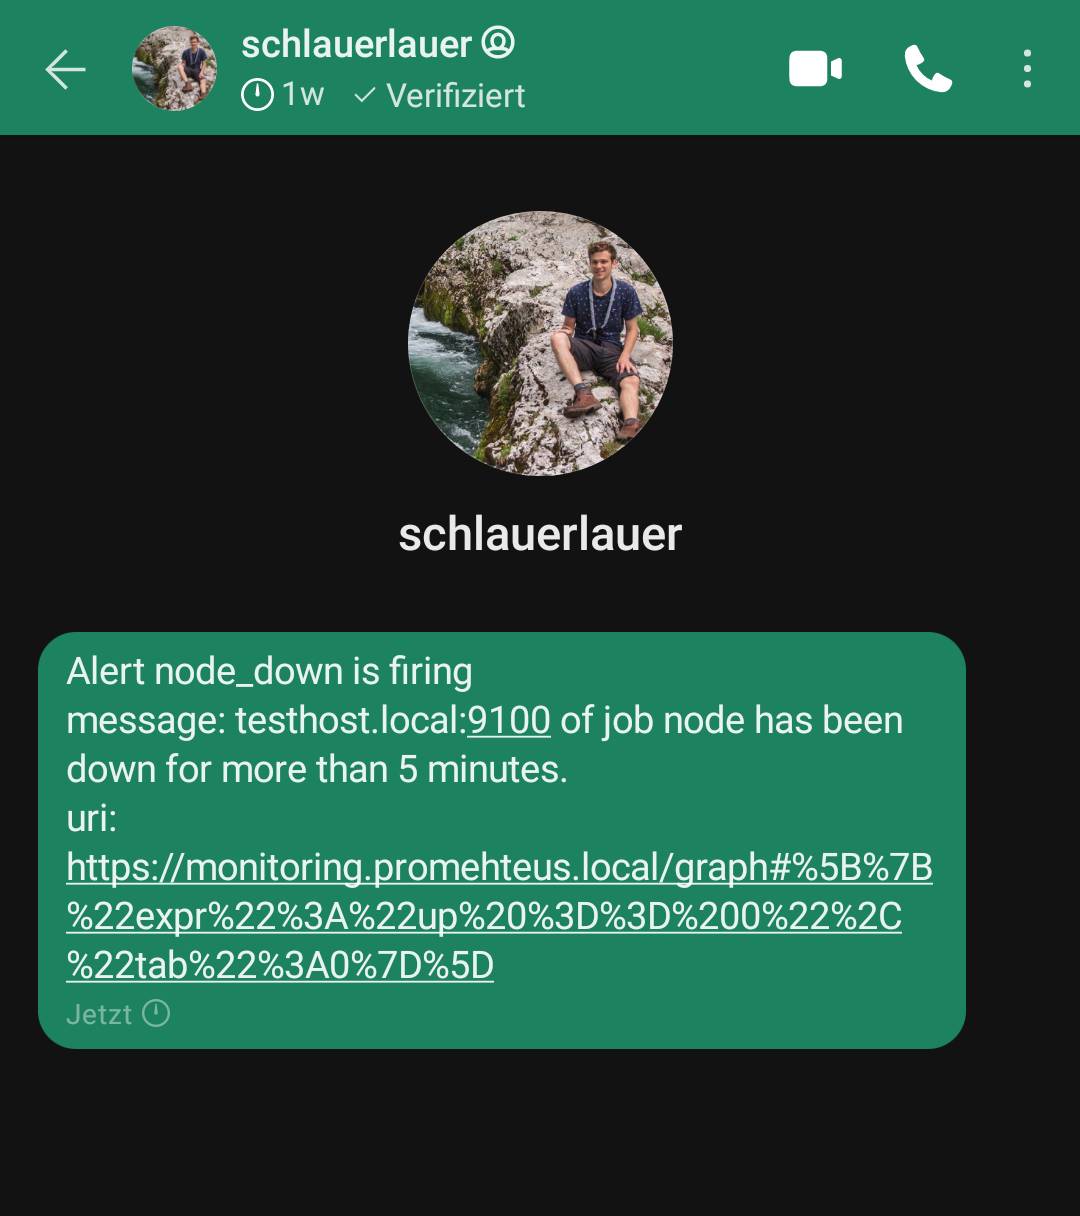 schlauerlauer
1w Verifiziert
schlauerlauer
Alert node_down is firing
message: testhost.local:9100 of job node has been
down for more than 5 minutes.
uri:
https://monitoring.promehteus.local/graph#%5B%7B
%22expr%22%3A%22up%20%3D%3D%200%22%2C
%22tab%22%3A0%7D%5D
Jetzt